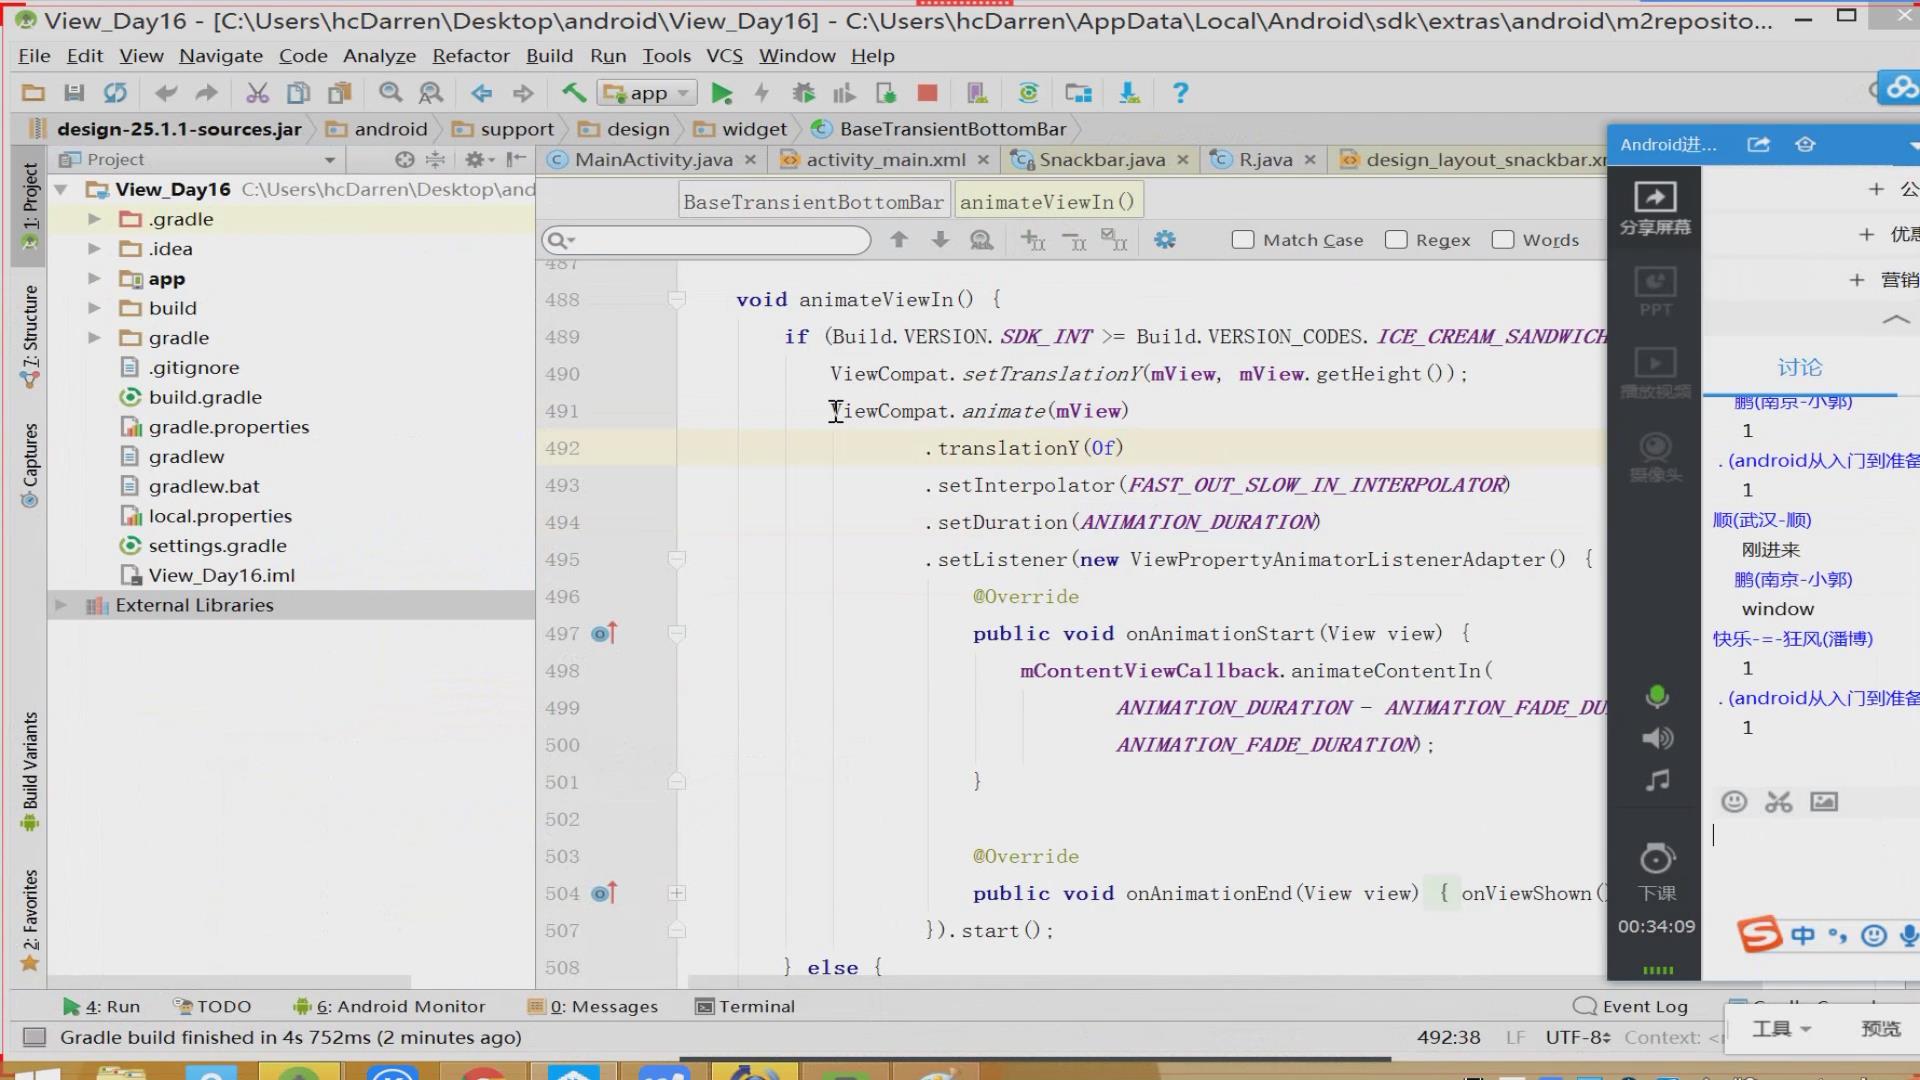 View_Day16 - [C:\Users\hcDarren\Desktop\android\View_Day16] - C:\Users\hcDarren\AppData\Local\Android\sdk\extras\android\m2reposito...
File Edit View Navigate Code Analyze Refactor Build Run Tools VCS Window Help
app
design-25.1.1-sources.jar android support design widget BaseTransientBottomBar
Project
MainActivity.java activity_main.xml Snackbar.java R.java design_layout_snackbar.xm
BaseTransientBottomBar animateViewIn()
Match Case Regex Words
1: Project
7: Structure
Captures
Build Variants
2: Favorites
View_Day16 C:\Users\hcDarren\Desktop\and
.gradle
.idea
app
build
gradle
.gitignore
build.gradle
gradle.properties
gradlew
gradlew.bat
local.properties
settings.gradle
View_Day16.iml
External Libraries
487
488 void animateViewIn() {
489 if (Build.VERSION.SDK_INT >= Build.VERSION_CODES.ICE_CREAM_SANDWICH
490 ViewCompat.setTranslationY(mView, mView.getHeight());
491 ViewCompat.animate(mView)
492 .translationY(0f)
493 .setInterpolator(FAST_OUT_SLOW_IN_INTERPOLATOR)
494 .setDuration(ANIMATION_DURATION)
495 .setListener(new ViewPropertyAnimatorListenerAdapter() {
496 @Override
497 public void onAnimationStart(View view) {
498 mContentViewCallback.animateContentIn(
499 ANIMATION_DURATION - ANIMATION_FADE_DU
500 ANIMATION_FADE_DURATION);
501 }
502
503 @Override
504 public void onAnimationEnd(View view) { onViewShown()
507 }).start();
508 } else {
Android进...
分享屏幕
PPT
播放视频
摄像头
下课
00:34:09
+ 公
+ 优惠
+ 营销
讨论
鹏(南京-小郭)
1
.(android从入门到准备
1
顺(武汉-顺)
刚进来
鹏(南京-小郭)
window
快乐-=-狂风(潘博)
1
.(android从入门到准备
1
中
4: Run TODO 6: Android Monitor 0: Messages Terminal Event Log
Gradle build finished in 4s 752ms (2 minutes ago) 492:38 LF UTF-8 Context: <
工具 预览